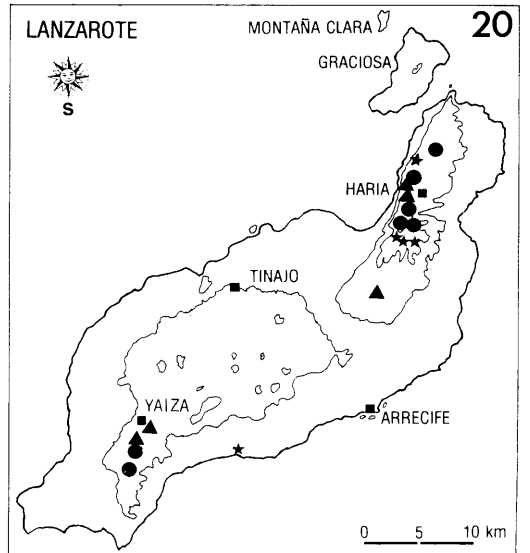 LANZAROTE
MONTAÑA CLARA
20
GRACIOSA
S
HARIA
TINAJO
YAIZA
ARRECIFE
0 5 10 km